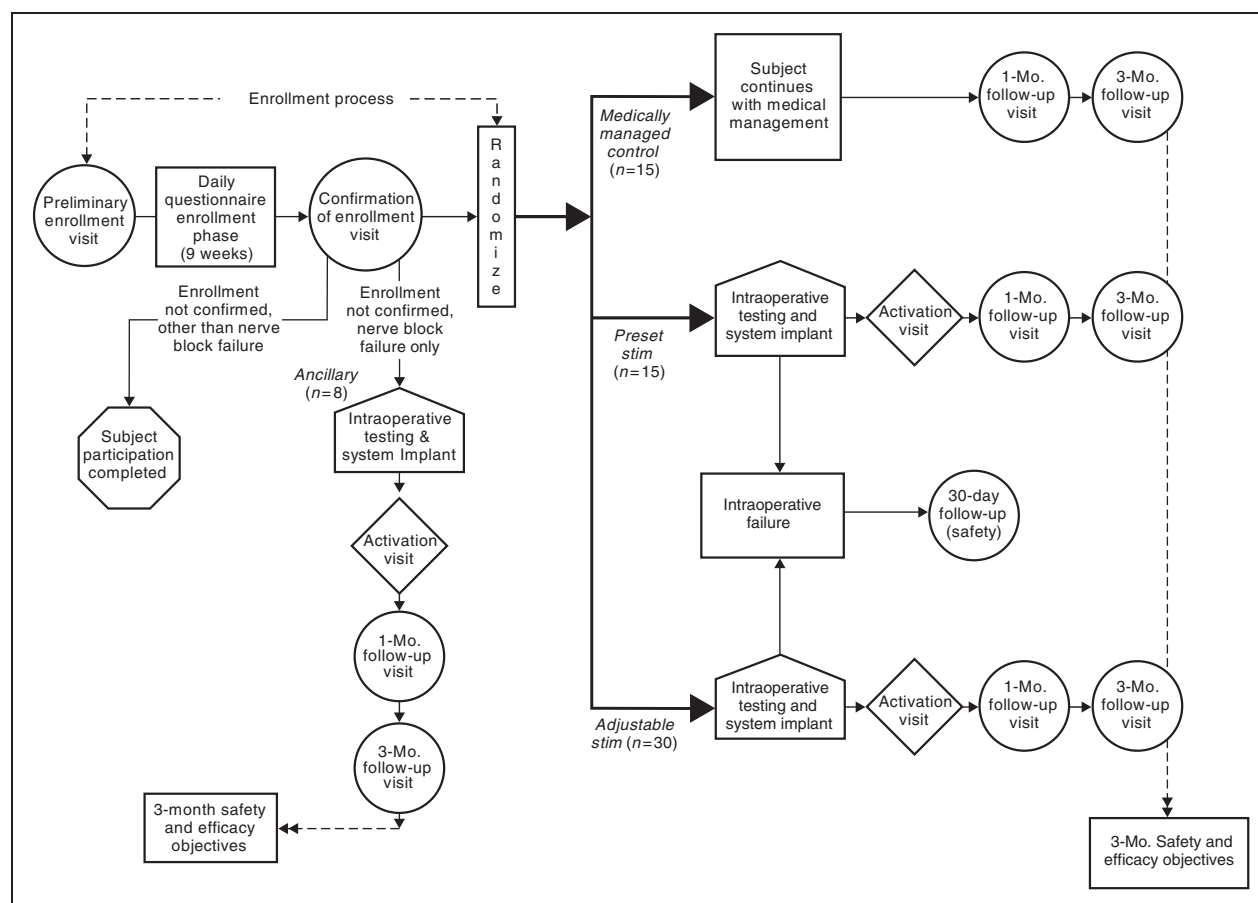 Enrollment process
Preliminary
enrollment
visit
Daily
questionnaire
enrollment
phase
(9 weeks)
Confirmation
of enrollment
visit
R
a
n
d
o
m
i
z
e
Enrollment
not confirmed,
other than nerve
block failure
Enrollment
not confirmed,
nerve block
failure only
Subject
participation
completed
Ancillary
(n=8)
Intraoperative
testing &
system Implant
Activation
visit
1-Mo.
follow-up
visit
3-Mo.
follow-up
visit
3-month safety
and efficacy
objectives
Medically
managed
control
(n=15)
Subject
continues
with medical
management
1-Mo.
follow-up
visit
3-Mo.
follow-up
visit
Preset
stim
(n=15)
Intraoperative
testing and
system implant
Activation
visit
1-Mo.
follow-up
visit
3-Mo.
follow-up
visit
Intraoperative
failure
30-day
follow-up
(safety)
Adjustable
stim (n=30)
Intraoperative
testing and
system implant
Activation
visit
1-Mo.
follow-up
visit
3-Mo.
follow-up
visit
3-Mo. Safety and
efficacy objectives